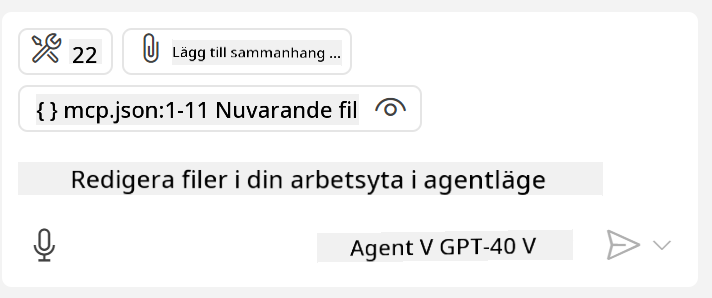 22 Lägg till sammanhang ...
{ } mcp.json:1-11 Nuvarande fil
Redigera filer i din arbetsyta i agentläge
Agent V GPT-40 V